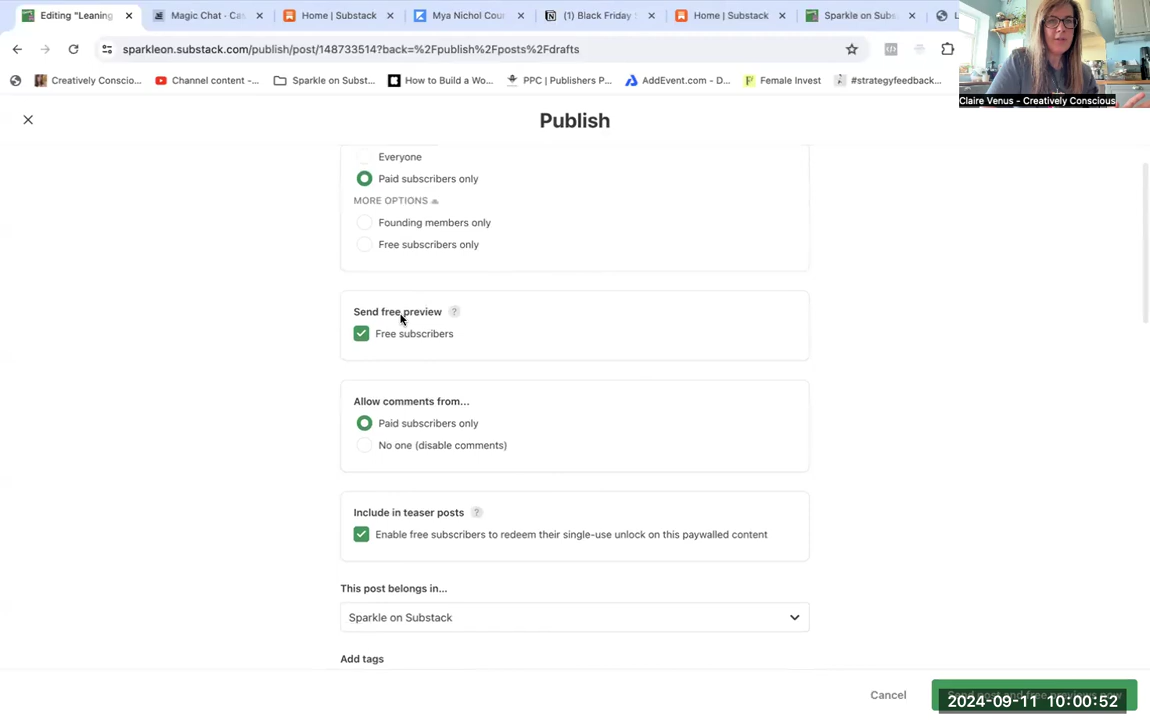 Editing "Leaning
Magic Chat · Ca
Home | Substack
Mya Nichol Cou
(1) Black Friday
Home | Substack
Sparkle on Subs
sparkleon.substack.com/publish/post/148733514?back=%2Fpublish%2Fposts%2Fdrafts
Creatively Conscio...
Channel content -...
Sparkle on Subst...
How to Build a Wo...
PPC | Publishers P...
AddEvent.com - D...
Female Invest
#strategyfeedback...
Claire Venus - Creatively Conscious
Publish
Everyone
Paid subscribers only
MORE OPTIONS
Founding members only
Free subscribers only
Send free preview ?
Free subscribers
Allow comments from...
Paid subscribers only
No one (disable comments)
Include in teaser posts ?
Enable free subscribers to redeem their single-use unlock on this paywalled content
This post belongs in...
Sparkle on Substack
Add tags
Cancel
2024-09-11 10:00:52